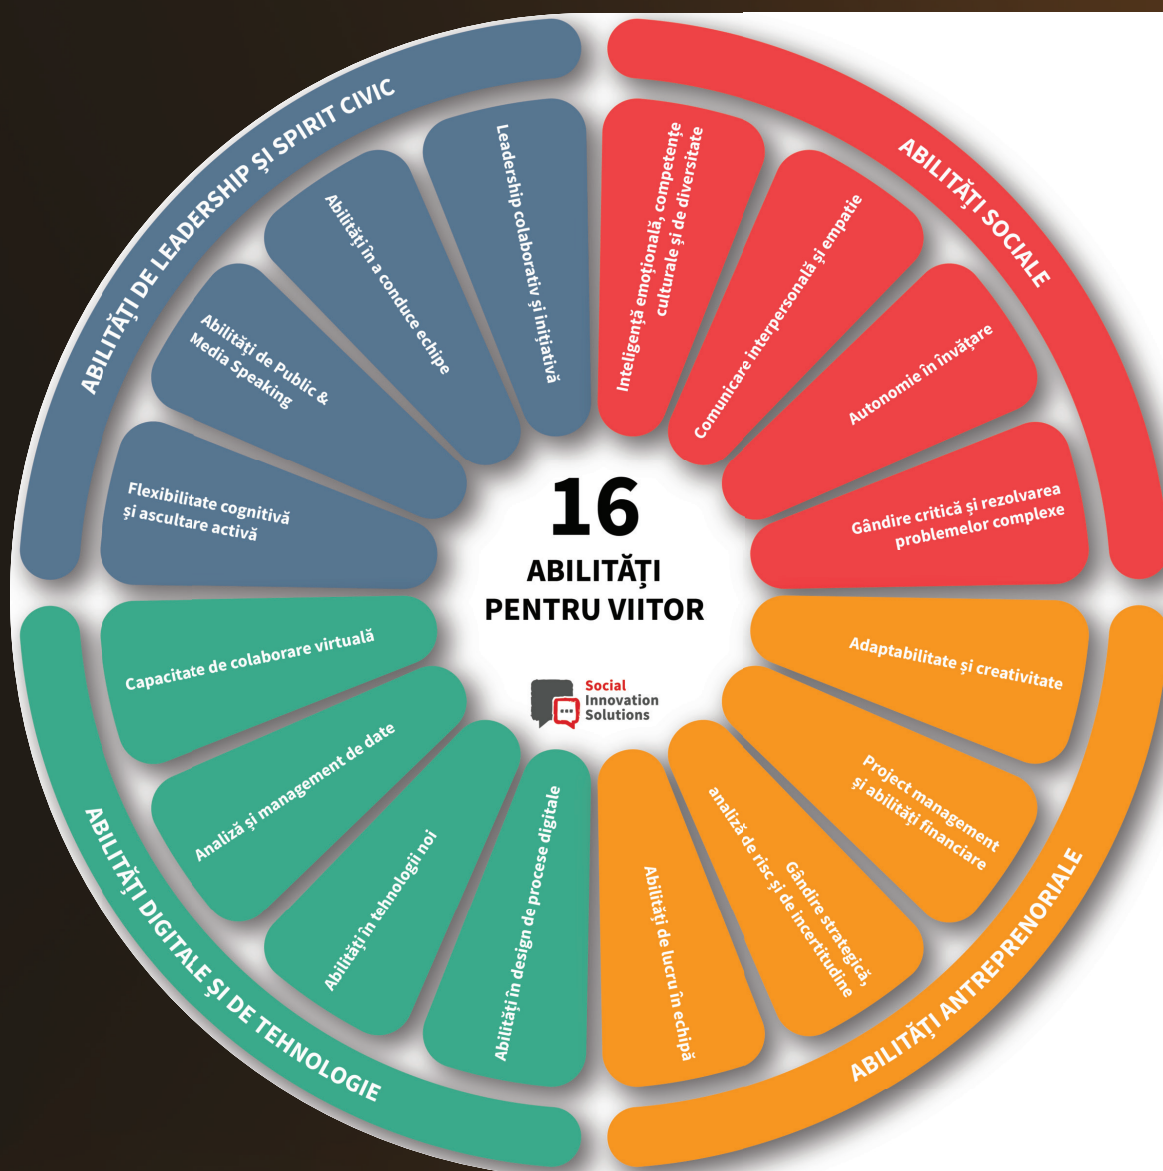 16
ABILITĂȚI
PENTRU VIITOR
Social
Innovation
Solutions
ABILITĂȚI SOCIALE
Inteligență emoțională, competențe
culturale și de diversitate
Comunicare interpersonală și empatie
Autonomie în învățare
Gândire critică și rezolvarea
problemelor complexe
ABILITĂȚI ANTREPRENORIALE
Adaptabilitate și creativitate
Project management
și abilități financiare
Gândire strategică,
analiză de risc și de incertitudine
Abilități de lucru în echipă
ABILITĂȚI DIGITALE ȘI DE TEHNOLOGIE
Abilități în design de procese digitale
Abilități în tehnologii noi
Analiză și management de date
Capacitate de colaborare virtuală
ABILITĂȚI DE LEADERSHIP ȘI SPIRIT CIVIC
Flexibilitate cognitivă
și ascultare activă
Abilități de Public &
Media Speaking
Abilități în a conduce echipe
Leadership colaborativ și inițiativă